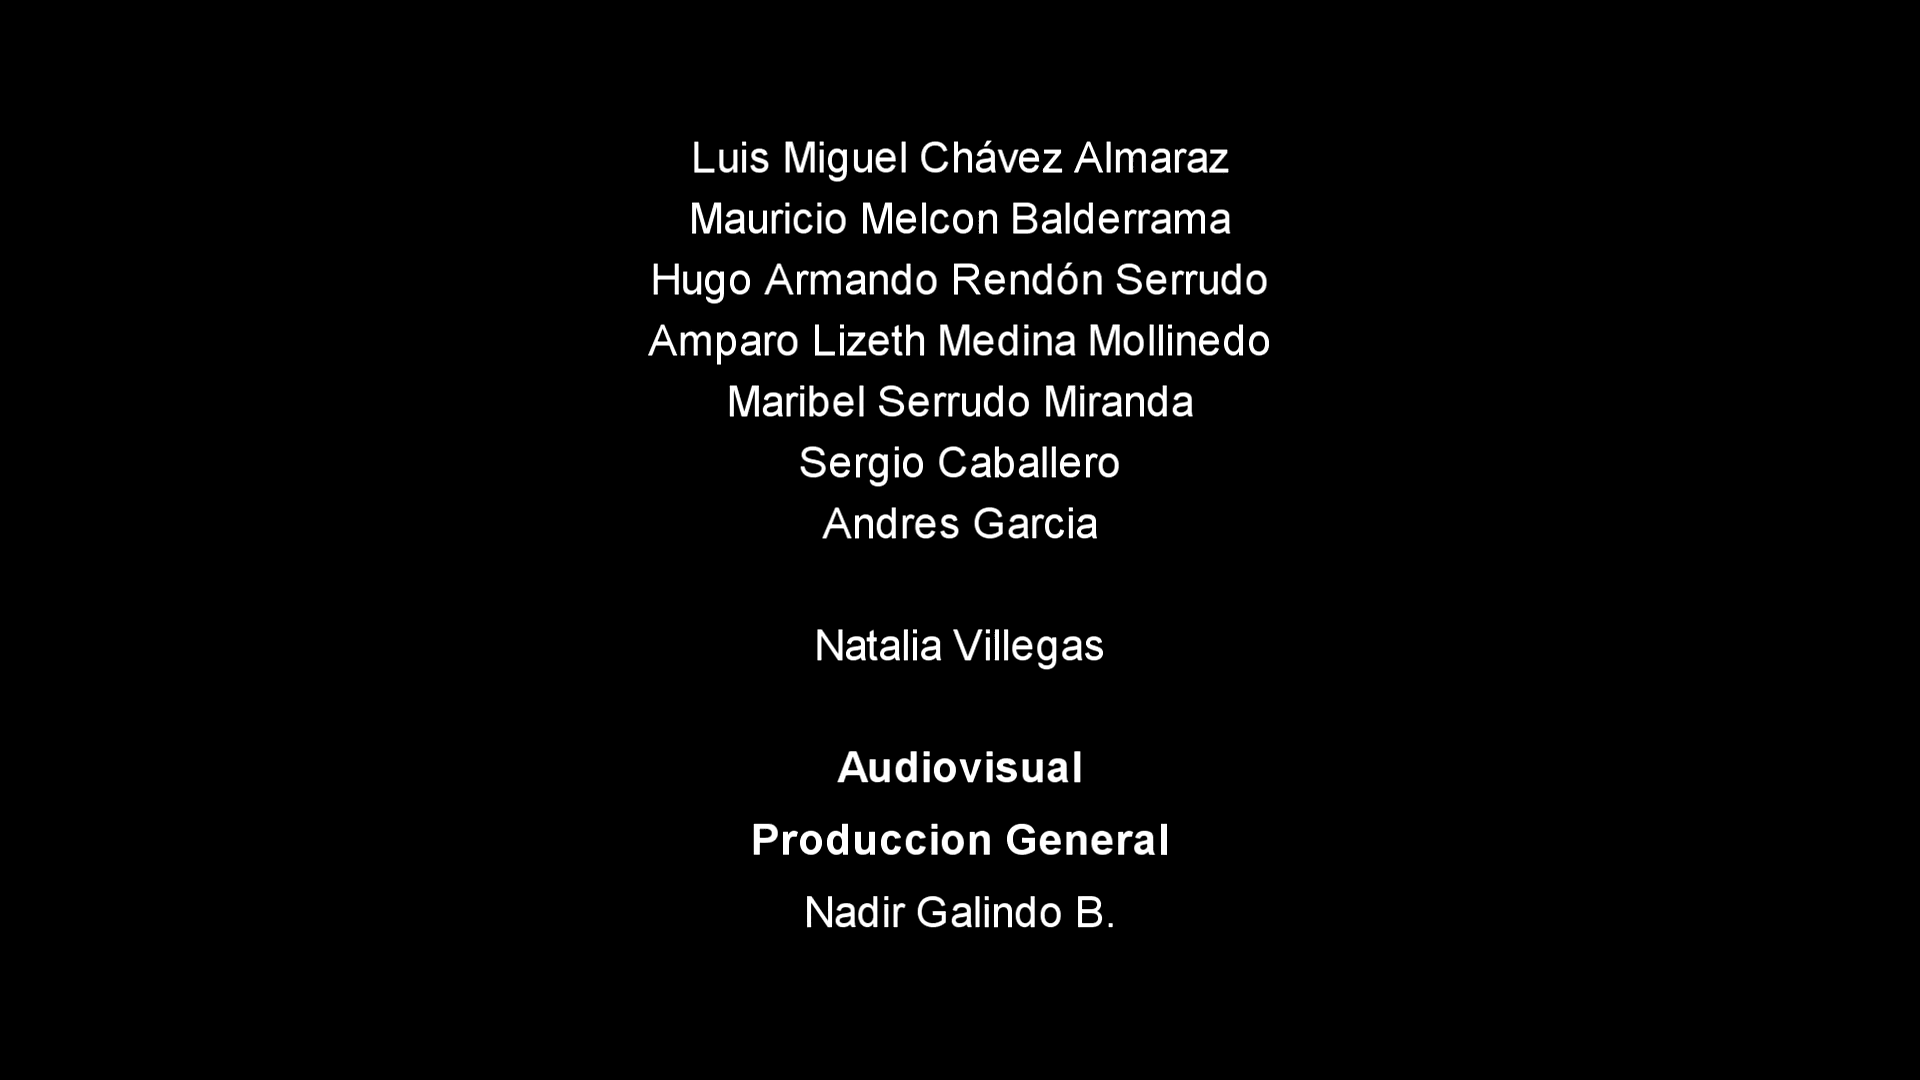 Luis Miguel Chávez Almaraz
Mauricio Melcon Balderrama
Hugo Armando Rendón Serrudo
Amparo Lizeth Medina Mollinedo
Maribel Serrudo Miranda
Sergio Caballero
Andres Garcia
Natalia Villegas
Audiovisual
Produccion General
Nadir Galindo B.